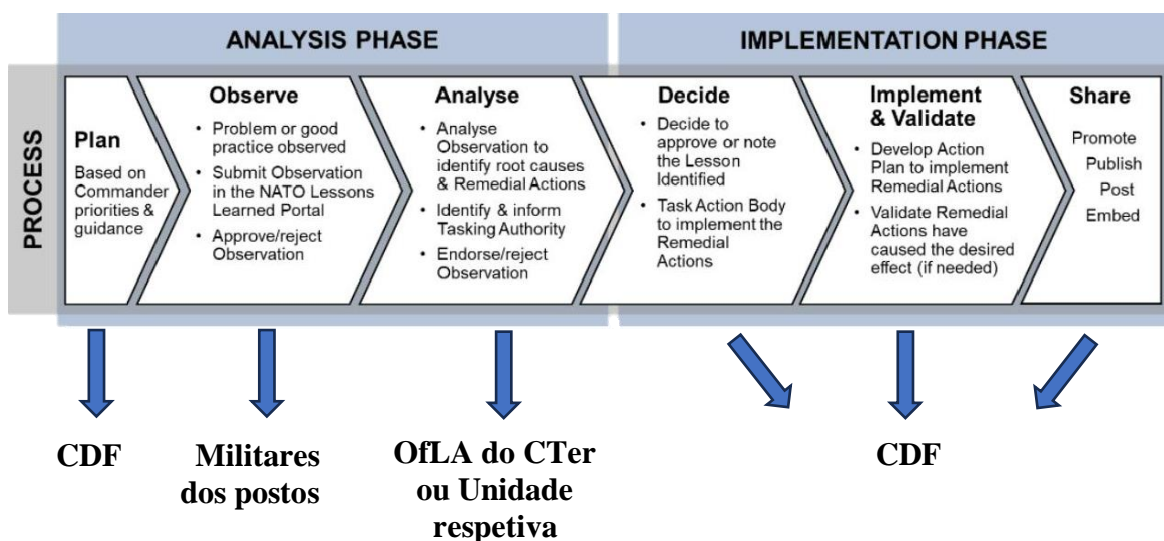 ANALYSIS PHASE
IMPLEMENTATION PHASE
PROCESS
Plan
Based on
Commander
priorities &
guidance
Observe
• Problem or good
practice observed
• Submit Observation
in the NATO Lessons
Learned Portal
• Approve/reject
Observation
Analyse
• Analyse
Observation to
identify root causes
& Remedial Actions
• Identify & inform
Tasking Authority
• Endorse/reject
Observation
Decide
• Decide to
approve or note
the Lesson
Identified
• Task Action Body
to implement the
Remedial
Actions
Implement
& Validate
• Develop Action
Plan to implement
Remedial Actions
• Validate Remedial
Actions have
caused the desired
effect (if needed)
Share
Promote
Publish
Post
Embed
CDF
Militares
dos postos
OfLA do CTer
ou Unidade
respetiva
CDF